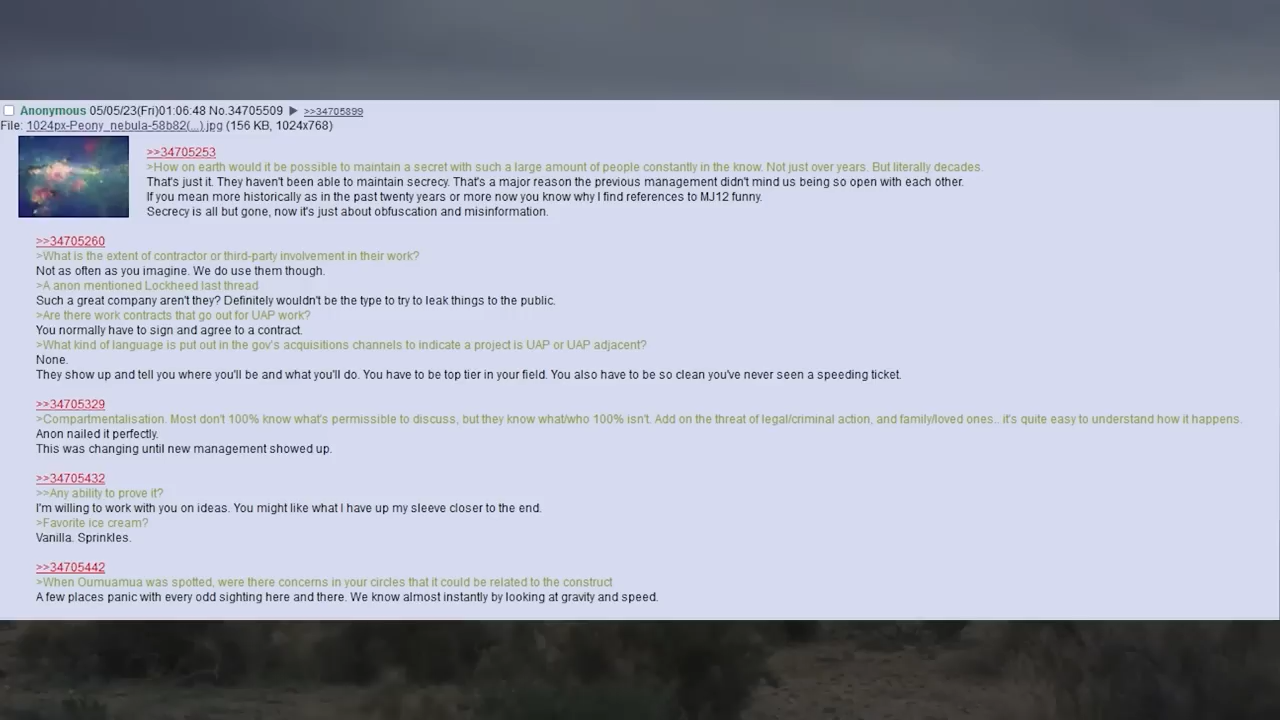 Anonymous 05/05/23(Fri)01:06:48 No.34705509 ▶ >>34705899
File: 1024px-Peony_nebula-58b82(...).jpg (156 KB, 1024x768)
>>34705253
>How on earth would it be possible to maintain a secret with such a large amount of people constantly in the know. Not just over years. But literally decades.
That's just it. They haven't been able to maintain secrecy. That's a major reason the previous management didn't mind us being so open with each other.
If you mean more historically as in the past twenty years or more now you know why I find references to MJ12 funny.
Secrecy is all but gone, now it's just about obfuscation and misinformation.
>>34705260
>What is the extent of contractor or third-party involvement in their work?
Not as often as you imagine. We do use them though.
>A anon mentioned Lockheed last thread
Such a great company aren't they? Definitely wouldn't be the type to try to leak things to the public.
>Are there work contracts that go out for UAP work?
You normally have to sign and agree to a contract.
>What kind of language is put out in the gov's acquisitions channels to indicate a project is UAP or UAP adjacent?
None.
They show up and tell you where you'll be and what you'll do. You have to be top tier in your field. You also have to be so clean you've never seen a speeding ticket.
>>34705329
>Compartmentalisation. Most don't 100% know what's permissible to discuss, but they know what/who 100% isn't. Add on the threat of legal/criminal action, and family/loved ones.. it's quite easy to understand how it happens.
Anon nailed it perfectly.
This was changing until new management showed up.
>>34705432
>>Any ability to prove it?
I'm willing to work with you on ideas. You might like what I have up my sleeve closer to the end.
>Favorite ice cream?
Vanilla. Sprinkles.
>>34705442
>When Oumuamua was spotted, were there concerns in your circles that it could be related to the construct
A few places panic with every odd sighting here and there. We know almost instantly by looking at gravity and speed.